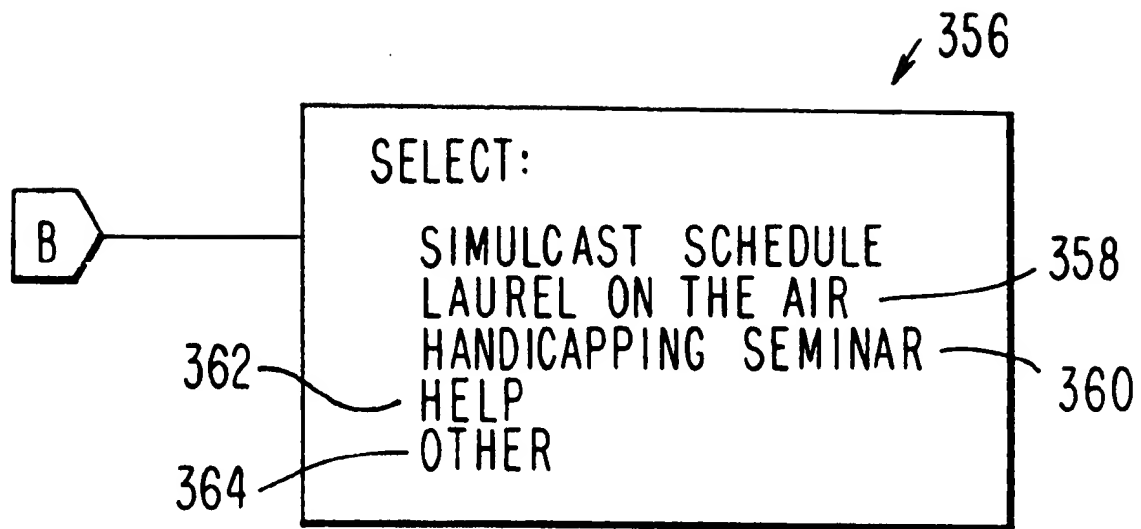 356
SELECT:
B
SIMULCAST SCHEDULE
LAUREL ON THE AIR
358
HANDICAPPING SEMINAR
360
362
HELP
364
OTHER